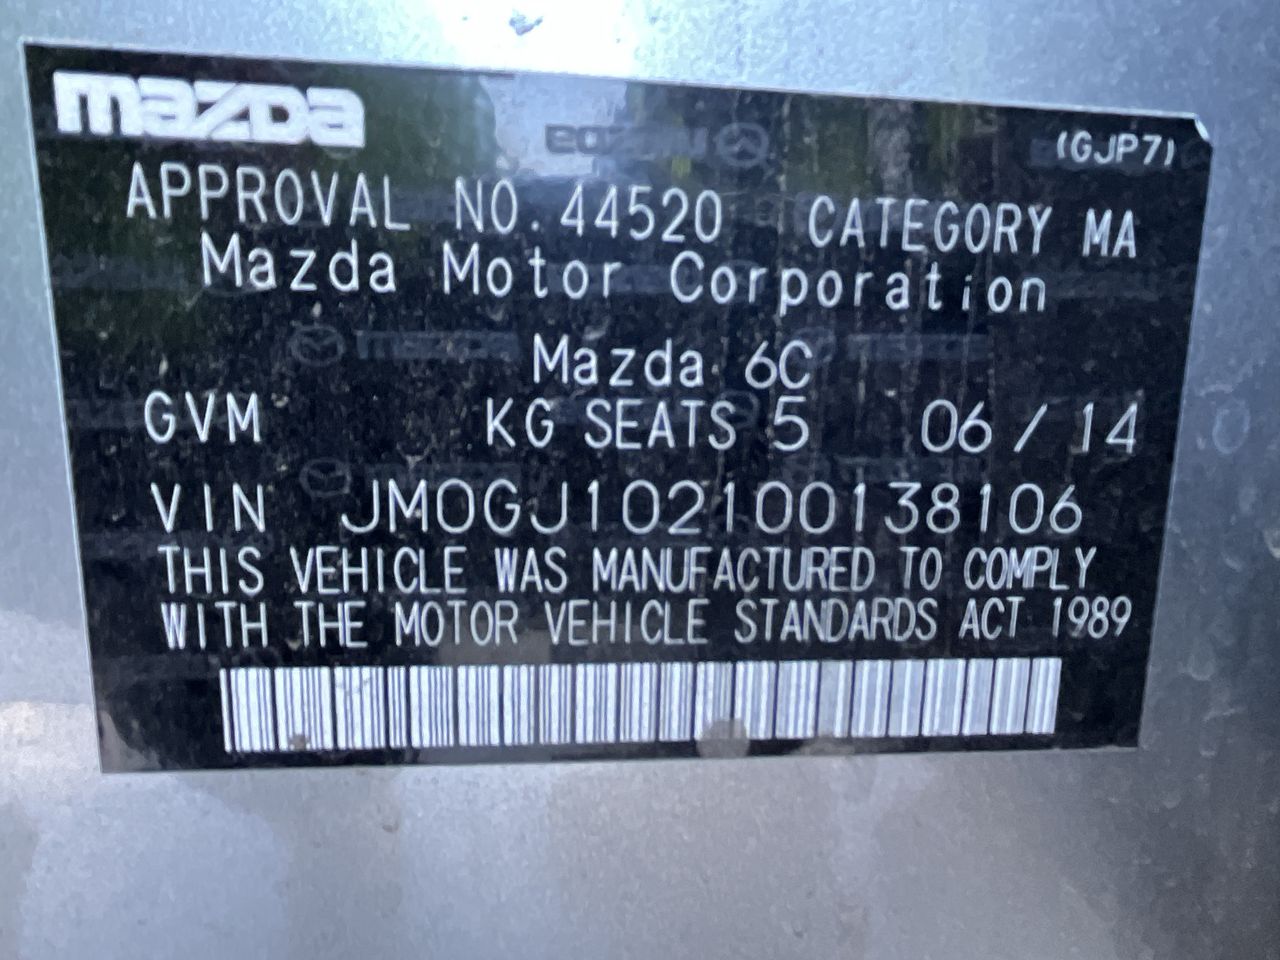 mazda
(GJP7)
APPROVAL NO. 44520 CATEGORY MA
Mazda Motor Corporation
Mazda 6C
GVM KG SEATS 5 06 / 14
VIN JM0GJ102100138106
THIS VEHICLE WAS MANUFACTURED TO COMPLY
WITH THE MOTOR VEHICLE STANDARDS ACT 1989